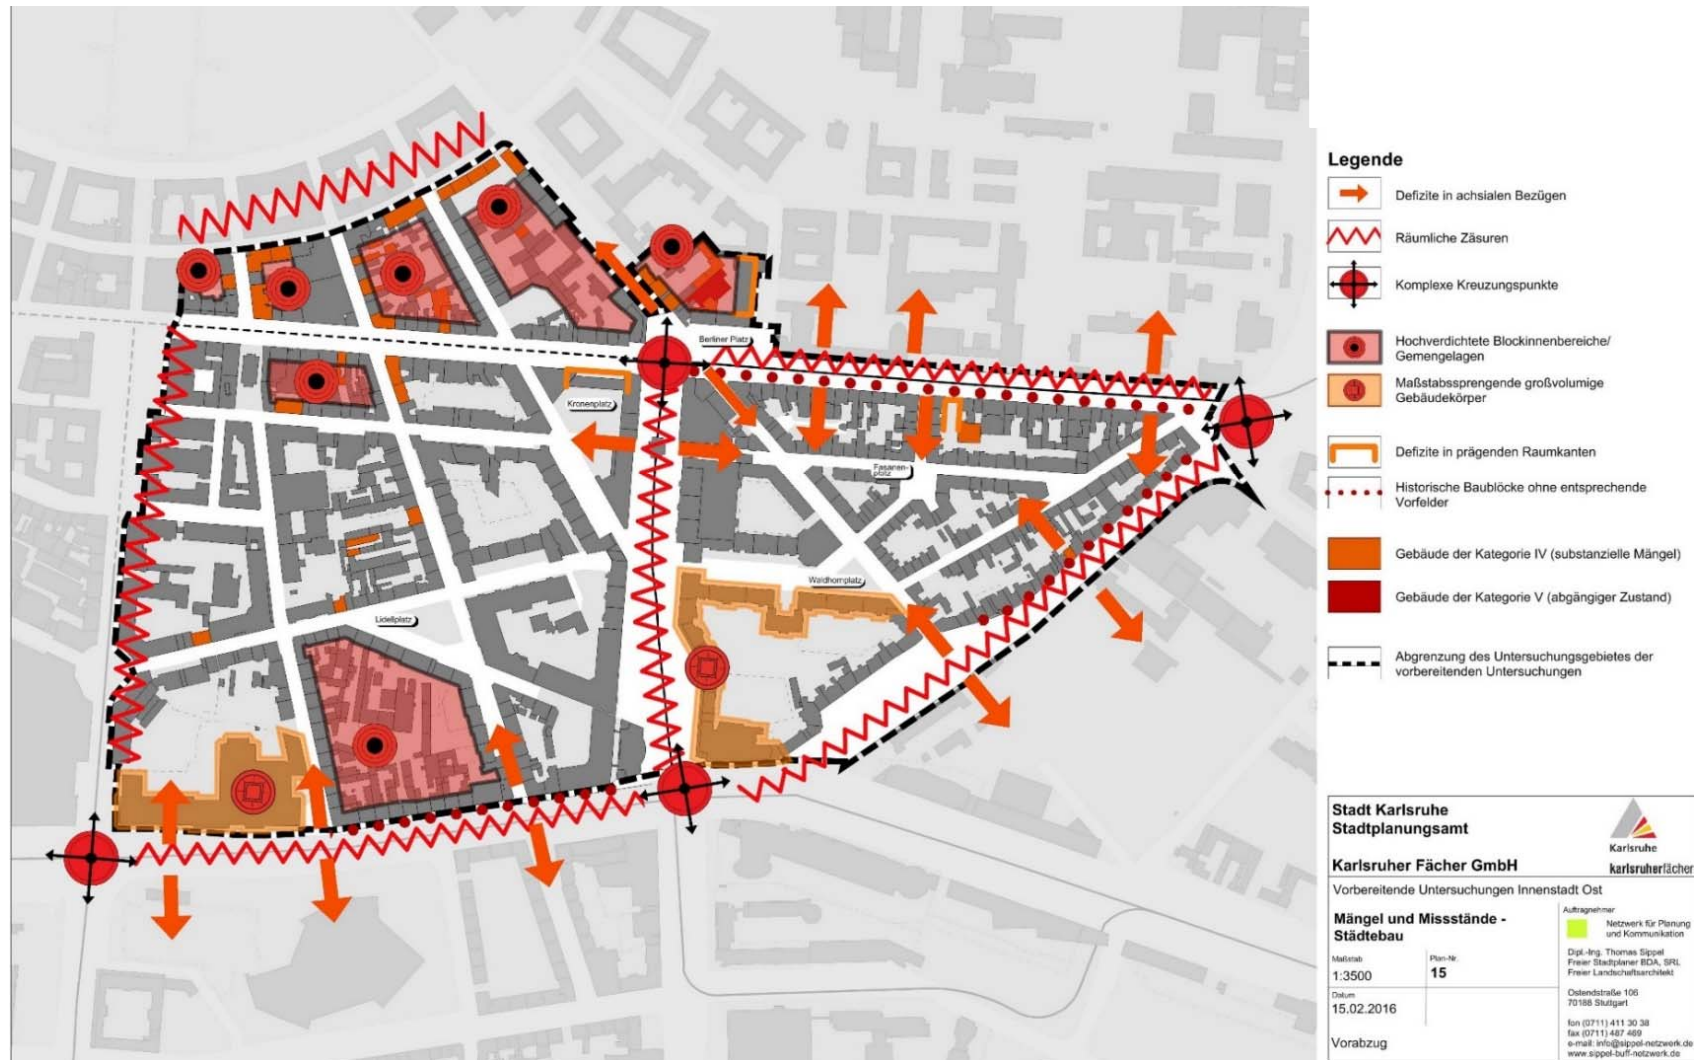 Berliner Platz
Kronenplatz
Fasanen-
platz
Waldhornplatz
Lidellplatz
Legende
Defizite in achsialen Bezügen
Räumliche Zäsuren
Komplexe Kreuzungspunkte
Hochverdichtete Blockinnenbereiche/
Gemengelagen
Maßstabssprengende großvolumige
Gebäudekörper
Defizite in prägenden Raumkanten
Historische Baublöcke ohne entsprechende
Vorfelder
Gebäude der Kategorie IV (substanzielle Mängel)
Gebäude der Kategorie V (abgängiger Zustand)
Abgrenzung des Untersuchungsgebietes der
vorbereitenden Untersuchungen
Stadt Karlsruhe
Stadtplanungsamt
Karlsruhe
Karlsruher Fächer GmbH
karlsruherfächer
Vorbereitende Untersuchungen Innenstadt Ost
Mängel und Missstände -
Städtebau
Maßstab
1:3500
Plan-Nr.
15
Datum
15.02.2016
Vorabzug
Auftragnehmer
Netzwerk für Planung
und Kommunikation
Dipl.-Ing. Thomas Sippel
Freier Stadtplaner BDA, SRL
Freier Landschaftsarchitekt
Ostendstraße 106
70188 Stuttgart
fon (0711) 411 30 38
fax (0711) 487 469
e-mail: info@sippel-netzwerk.de
www.sippel-buff-netzwerk.de